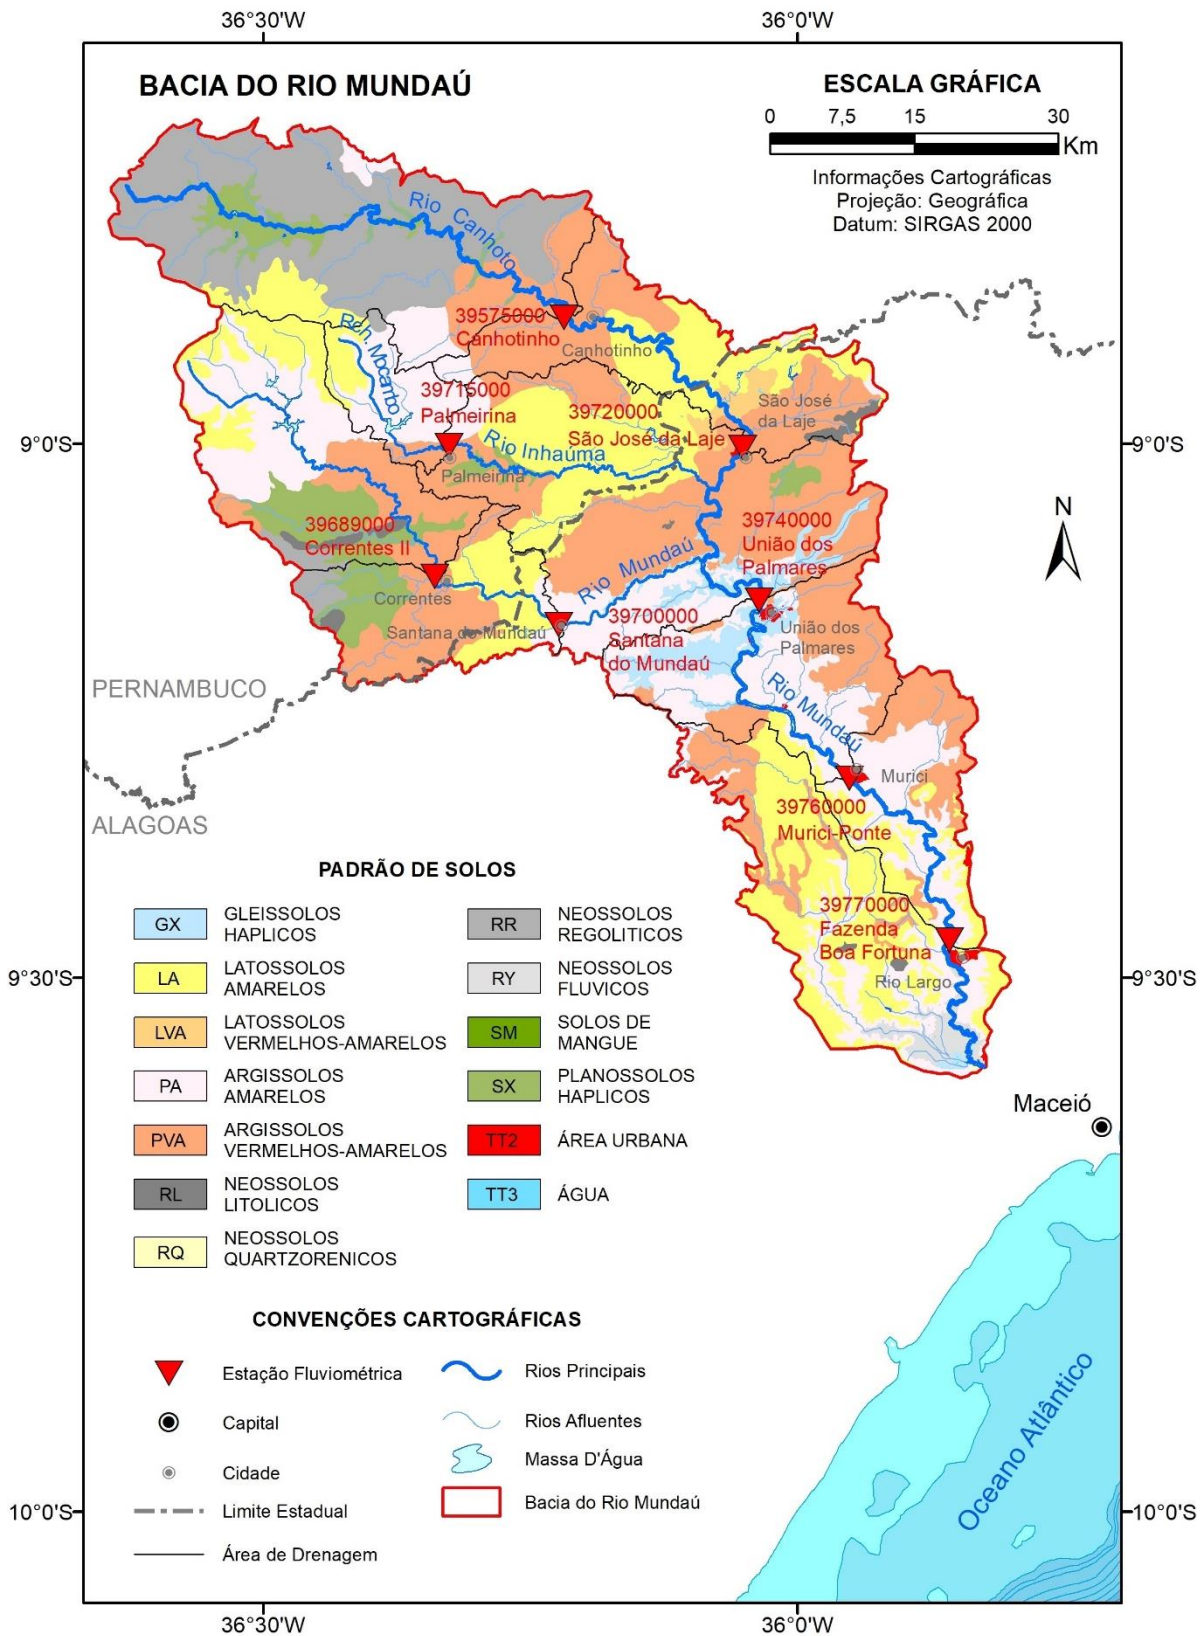 36°30'W
36°0'W
BACIA DO RIO MUNDAÚ
ESCALA GRÁFICA
0 7,5 15 30
Km
Informações Cartográficas
Projeção: Geográfica
Datum: SIRGAS 2000
Rio Canhoto
39575000
Canhotinho
Canhotinho
Rch. Mocambo
39715000
Palmeirina
39720000
São José da Laje
São José
da Laje
9°0'S
9°0'S
Rio Inhaúma
Palmeirina
N
39689000
Correntes II
39740000
União dos
Palmares
Rio Mundaú
Correntes
Santana do Mundaú
39700000
Santana
do Mundaú
União dos
Palmares
PERNAMBUCO
Rio Mundaú
Murici
ALAGOAS
39760000
Murici-Ponte
39770000
Fazenda
Boa Fortuna
Rio Largo
9°30'S
9°30'S
Maceió
PADRÃO DE SOLOS
GX GLEISSOLOS
HAPLICOS
LA LATOSSOLOS
AMARELOS
LVA LATOSSOLOS
VERMELHOS-AMARELOS
PA ARGISSOLOS
AMARELOS
PVA ARGISSOLOS
VERMELHOS-AMARELOS
RL NEOSSOLOS
LITOLICOS
RQ NEOSSOLOS
QUARTZORENICOS
RR NEOSSOLOS
REGOLITICOS
RY NEOSSOLOS
FLUVICOS
SM SOLOS DE
MANGUE
SX PLANOSSOLOS
HAPLICOS
TT2 ÁREA URBANA
TT3 ÁGUA
CONVENÇÕES CARTOGRÁFICAS
Estação Fluviométrica
Capital
Cidade
Limite Estadual
Área de Drenagem
Rios Principais
Rios Afluentes
Massa D'Água
Bacia do Rio Mundaú
Oceano Atlântico
10°0'S
10°0'S
36°30'W
36°0'W